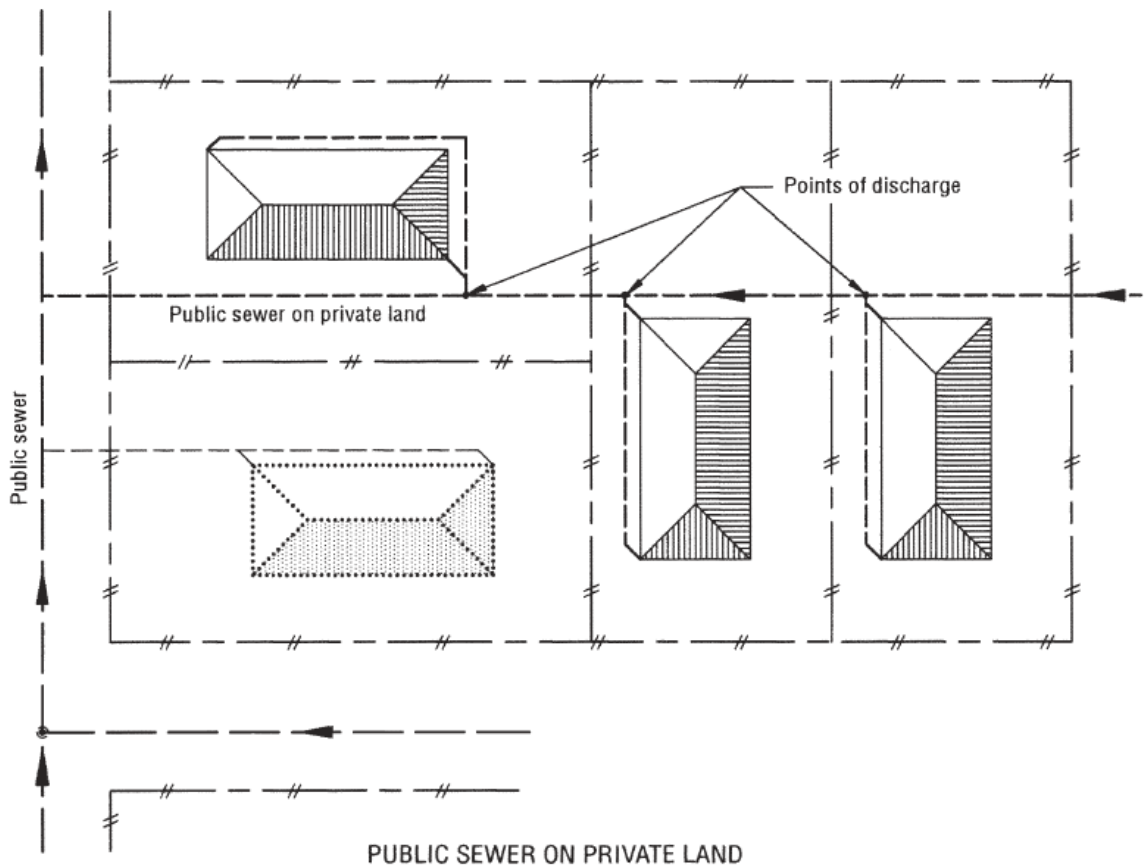 Points of discharge
Public sewer on private land
Public sewer
PUBLIC SEWER ON PRIVATE LAND